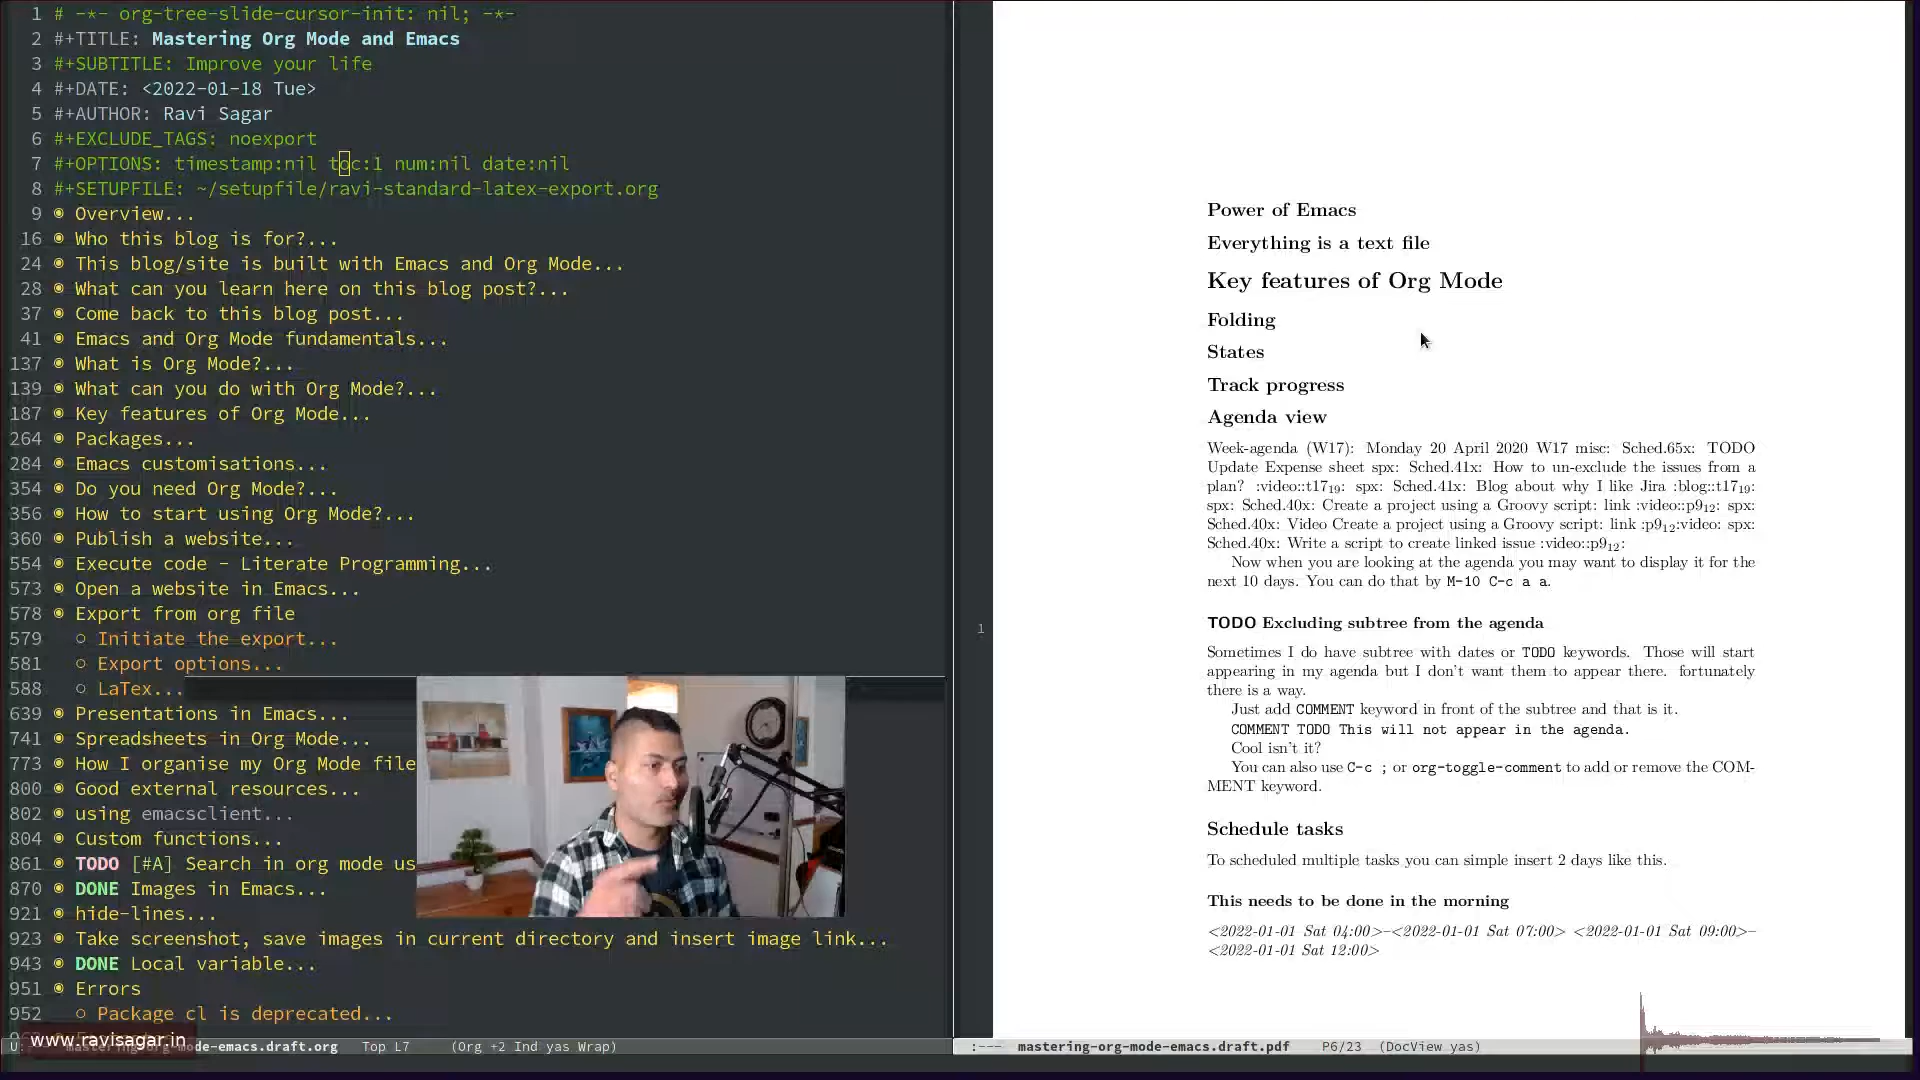 1 # -*- org-tree-slide-cursor-init: nil; -*-
2 #+TITLE: Mastering Org Mode and Emacs
3 #+SUBTITLE: Improve your life
4 #+DATE: <2022-01-18 Tue>
5 #+AUTHOR: Ravi Sagar
6 #+EXCLUDE_TAGS: noexport
7 #+OPTIONS: timestamp:nil toc:1 num:nil date:nil
8 #+SETUPFILE: ~/setupfile/ravi-standard-latex-export.org
9 ◉ Overview...
16 ◉ Who this blog is for?...
24 ◉ This blog/site is built with Emacs and Org Mode...
28 ◉ What can you learn here on this blog post?...
37 ◉ Come back to this blog post...
41 ◉ Emacs and Org Mode fundamentals...
137 ◉ What is Org Mode?...
139 ◉ What can you do with Org Mode?...
187 ◉ Key features of Org Mode...
264 ◉ Packages...
284 ◉ Emacs customisations...
354 ◉ Do you need Org Mode?...
356 ◉ How to start using Org Mode?...
360 ◉ Publish a website...
554 ◉ Execute code - Literate Programming...
573 ◉ Open a website in Emacs...
578 ◉ Export from org file
579 ○ Initiate the export...
581 ○ Export options...
588 ○ LaTex...
639 ◉ Presentations in Emacs...
741 ◉ Spreadsheets in Org Mode...
773 ◉ How I organise my Org Mode file
800 ◉ Good external resources...
802 ◉ using emacsclient...
804 ◉ Custom functions...
861 ◉ TODO [#A] Search in org mode us
870 ◉ DONE Images in Emacs...
921 ◉ hide-lines...
923 ◉ Take screenshot, save images in current directory and insert image link...
943 ◉ DONE Local variable...
951 ◉ Errors
952 ○ Package cl is deprecated...
www.ravisagar.in
mastering-org-mode-emacs.draft.org Top L7 (Org +2 Ind yas Wrap)
Power of Emacs
Everything is a text file
Key features of Org Mode
Folding
States
Track progress
Agenda view
Week-agenda (W17): Monday 20 April 2020 W17 misc: Sched.65x: TODO
Update Expense sheet spx: Sched.41x: How to un-exclude the issues from a
plan? :video::t17₁₉: spx: Sched.41x: Blog about why I like Jira :blog::t17₁₉:
spx: Sched.40x: Create a project using a Groovy script: link :video::p9₁₂: spx:
Sched.40x: Video Create a project using a Groovy script: link :p9₁₂:video: spx:
Sched.40x: Write a script to create linked issue :video::p9₁₂:
Now when you are looking at the agenda you may want to display it for the
next 10 days. You can do that by M-10 C-c a a.
1
TODO Excluding subtree from the agenda
Sometimes I do have subtree with dates or TODO keywords. Those will start
appearing in my agenda but I don't want them to appear there. fortunately
there is a way.
Just add COMMENT keyword in front of the subtree and that is it.
COMMENT TODO This will not appear in the agenda.
Cool isn't it?
You can also use C-c ; or org-toggle-comment to add or remove the COM-
MENT keyword.
Schedule tasks
To scheduled multiple tasks you can simple insert 2 days like this.
This needs to be done in the morning
<2022-01-01 Sat 04:00>–<2022-01-01 Sat 07:00> <2022-01-01 Sat 09:00>–
<2022-01-01 Sat 12:00>
:--- mastering-org-mode-emacs.draft.pdf P6/23 (DocView yas)